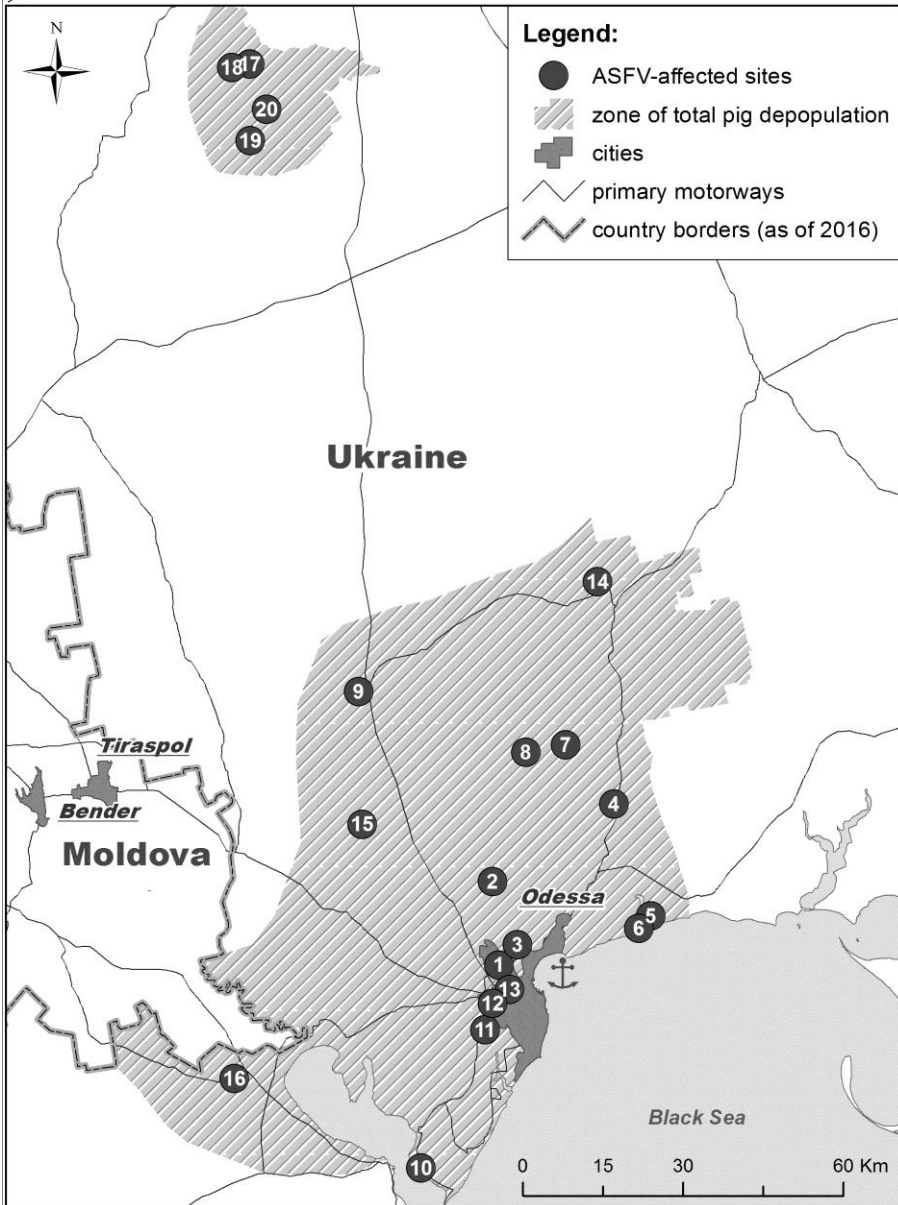 N
Legend:
ASFV-affected sites
zone of total pig depopulation
cities
primary motorways
country borders (as of 2016)
18
17
20
19
Ukraine
14
9
8
7
Tiraspol
Bender
4
15
Moldova
2
Odessa
5
6
3
1
13
12
11
16
Black Sea
10
0 15 30 60 Km